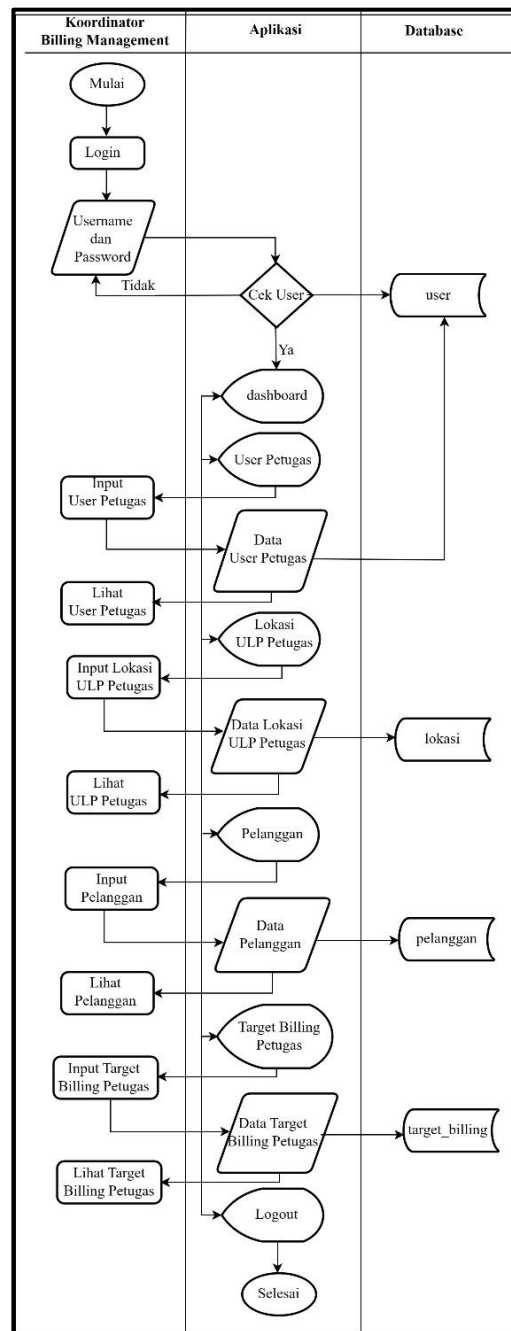 Koordinator
Billing Management
Aplikasi
Database
Mulai
Login
Username
dan
Password
Tidak
Cek User
user
Ya
dashboard
User Petugas
Input
User Petugas
Data
User Petugas
Lihat
User Petugas
Lokasi
ULP Petugas
Input Lokasi
ULP Petugas
Data Lokasi
ULP Petugas
lokasi
Lihat
ULP Petugas
Pelanggan
Input
Pelanggan
Data
Pelanggan
pelanggan
Lihat
Pelanggan
Target Billing
Petugas
Input Target
Billing Petugas
Data Target
Billing Petugas
target_billing
Lihat Target
Billing Petugas
Logout
Selesai